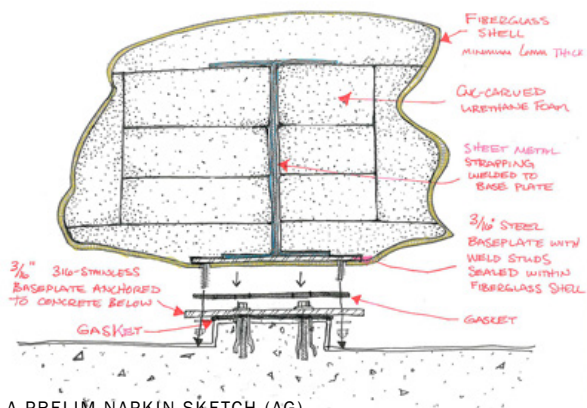 FIBERGLASS
SHELL
MINIMUM 6mm THICK
CNC-CARVED
URETHANE FOAM
SHEET METAL
STRAPPING
WELDED TO
BASE PLATE
3/16" STEEL
BASEPLATE WITH
WELD STUDS
SEALED WITHIN
FIBERGLASS SHELL
3/16" 316-STAINLESS
BASEPLATE ANCHORED
TO CONCRETE BELOW
GASKET
GASKET
A PRELIM NAPKIN SKETCH (AG)